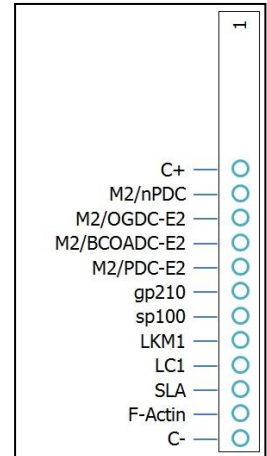 1
C+
M2/nPDC
M2/OGDC-E2
M2/BCOADC-E2
M2/PDC-E2
gp210
sp100
LKM1
LC1
SLA
F-Actin
C-